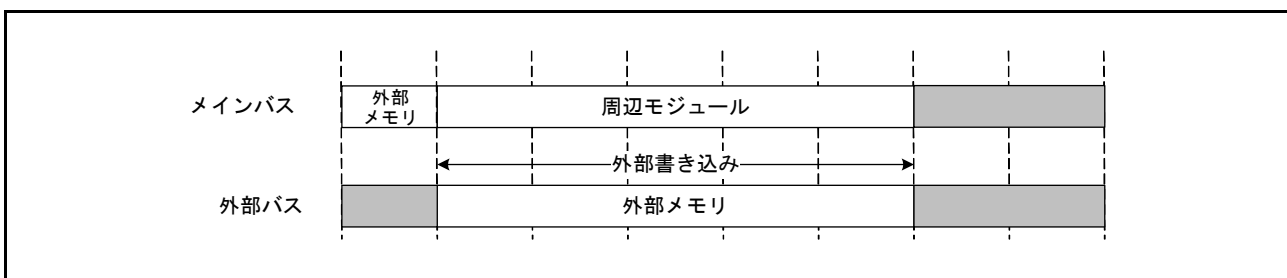 メインバス
外部
メモリ
周辺モジュール
外部書き込み
外部バス
外部メモリ